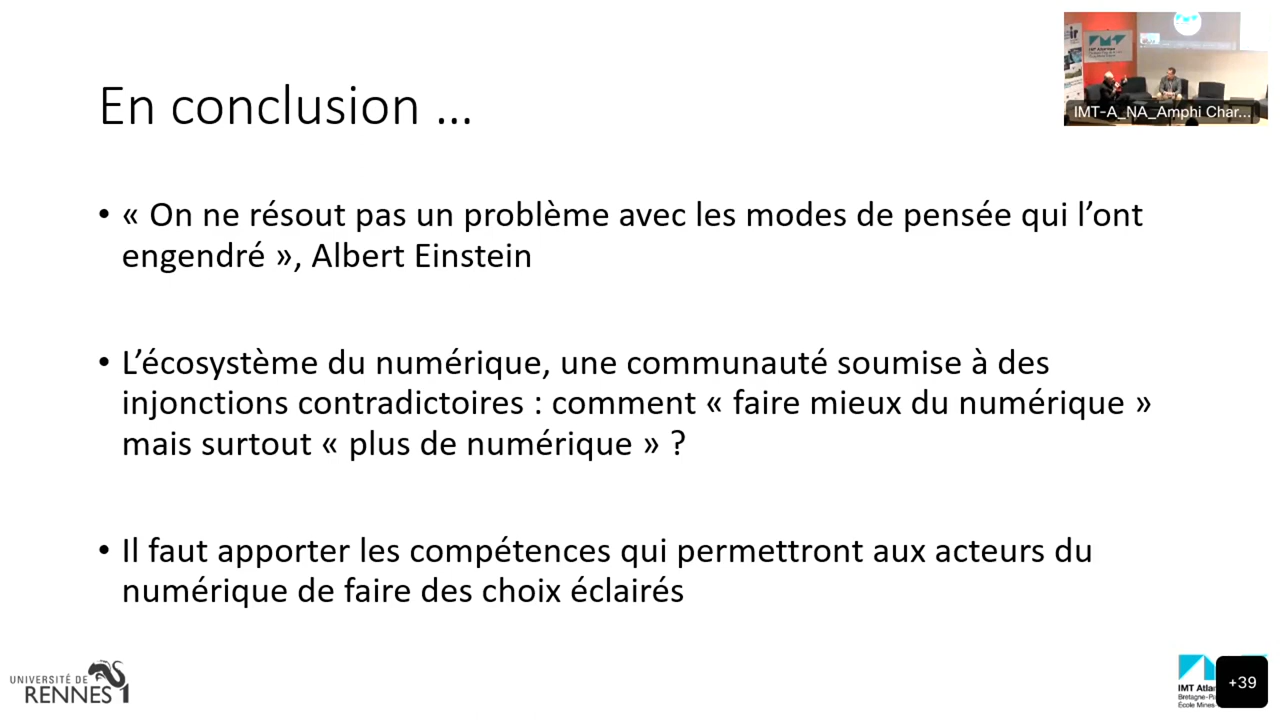 En conclusion ...
IMT-A_NA_Amphi Char...
• « On ne résout pas un problème avec les modes de pensée qui l’ont
engendré », Albert Einstein
• L’écosystème du numérique, une communauté soumise à des
injonctions contradictoires : comment « faire mieux du numérique »
mais surtout « plus de numérique » ?
• Il faut apporter les compétences qui permettront aux acteurs du
numérique de faire des choix éclairés
UNIVERSITÉ DE
RENNES 1
IMT
École Mines
+39